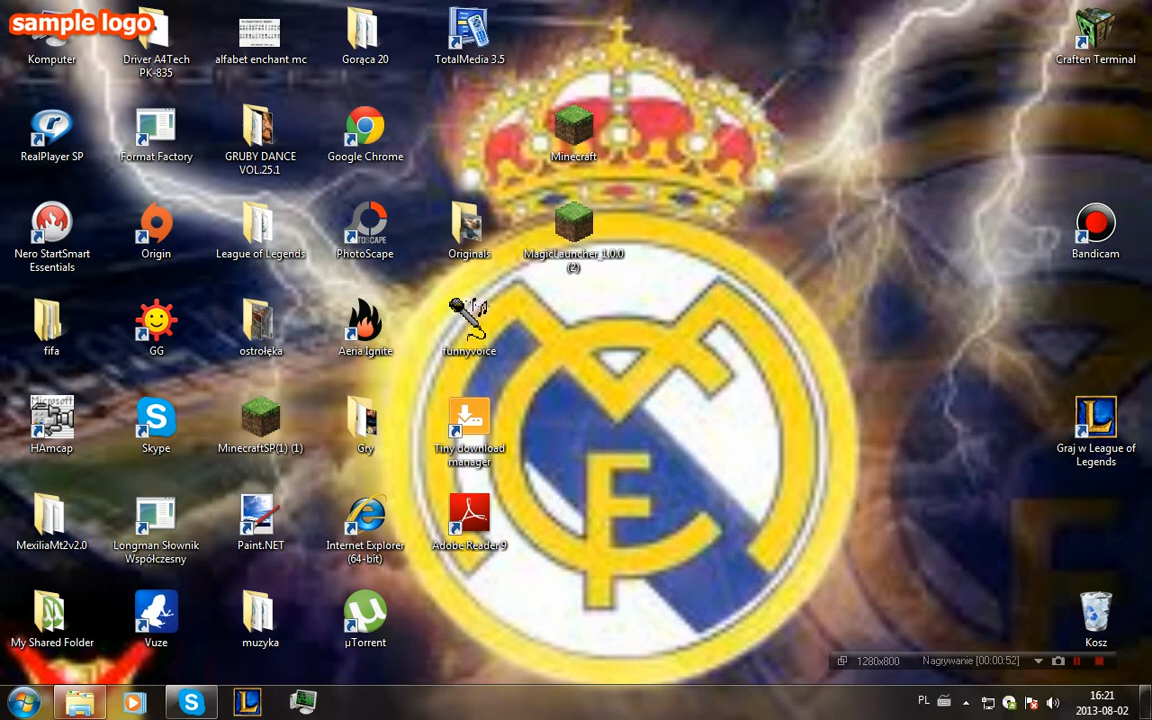 sample logo
Komputer
Driver A4Tech
PK-835
alfabet enchant mc
Gorąca 20
TotalMedia 3.5
Craften Terminal
RealPlayer SP
Format Factory
GRUBY DANCE
VOL.25.1
Google Chrome
Minecraft
Nero StartSmart
Essentials
Origin
League of Legends
PhotoScape
Originals
MagicLauncher_1.0.0
(2)
Bandicam
fifa
GG
ostrołęka
Aeria Ignite
funnyvoice
Microsoft
HAmcap
Skype
MinecraftSP(1) (1)
Gry
Tiny download
manager
Graj w League of
Legends
MexiliaMt2v2.0
Longman Słownik
Współczesny
Paint.NET
Internet Explorer
(64-bit)
Adobe Reader 9
My Shared Folder
Vuze
muzyka
µTorrent
Kosz
1280x800
Nagrywanie [00:00:52]
PL
16:21
2013-08-02